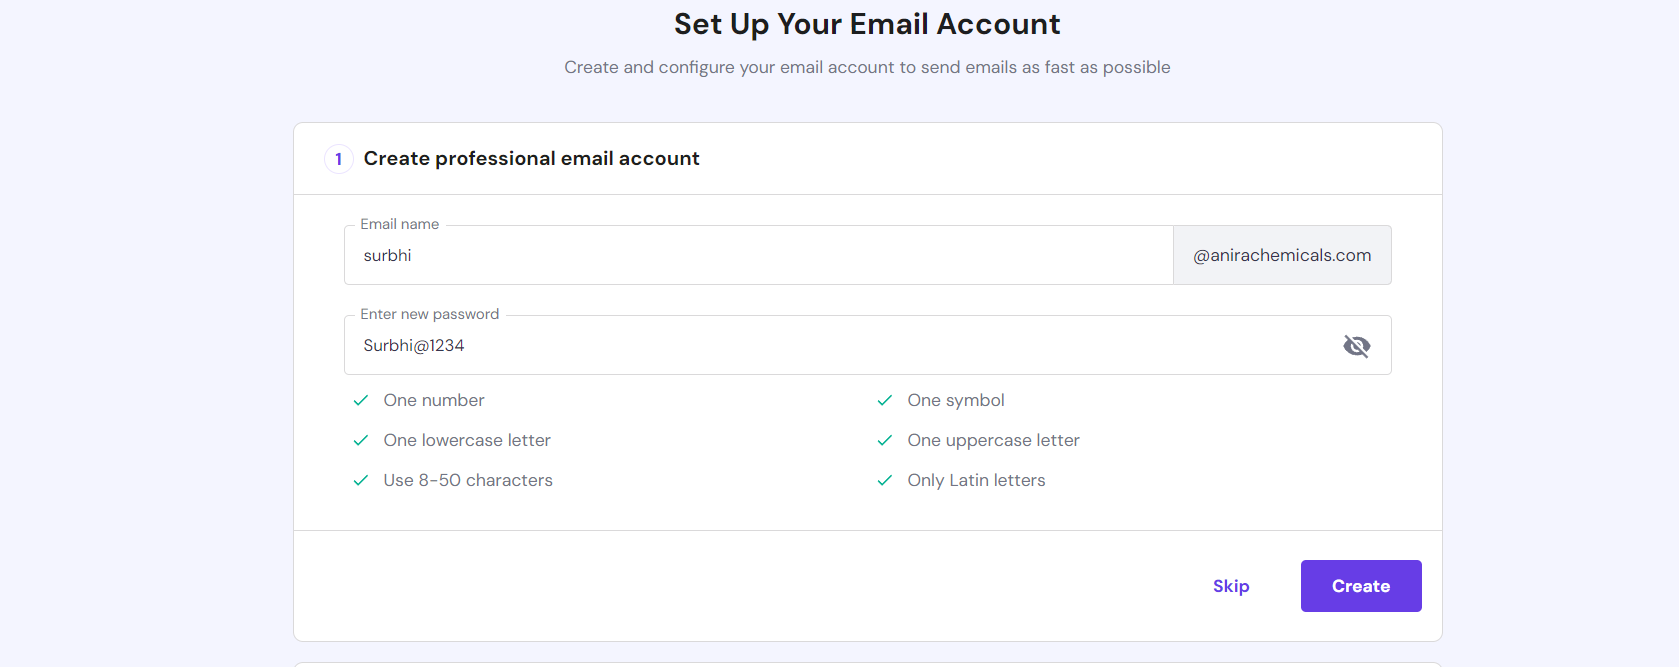 Set Up Your Email Account
Create and configure your email account to send emails as fast as possible
1 Create professional email account
Email name
surbhi @anirachemicals.com
Enter new password
Surbhi@1234
One number One symbol
One lowercase letter One uppercase letter
Use 8-50 characters Only Latin letters
Skip Create